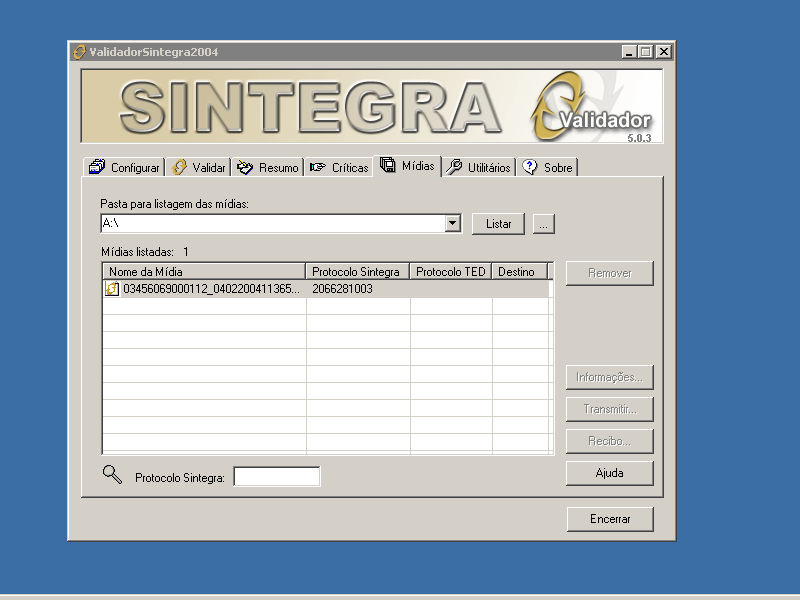 ValidadorSintegra2004
SINTEGRA
Validador
5.0.3
Configurar Validar Resumo Críticas Mídias Utilitários Sobre
Pasta para listagem das mídias:
A:\ Listar ...
Mídias listadas: 1
Nome da Mídia Protocolo Sintegra Protocolo TED Destino Remover
03456069000112_0402200411365... 2066281003
Informações...
Transmitir...
Recibo...
Protocolo Sintegra: Ajuda
Encerrar